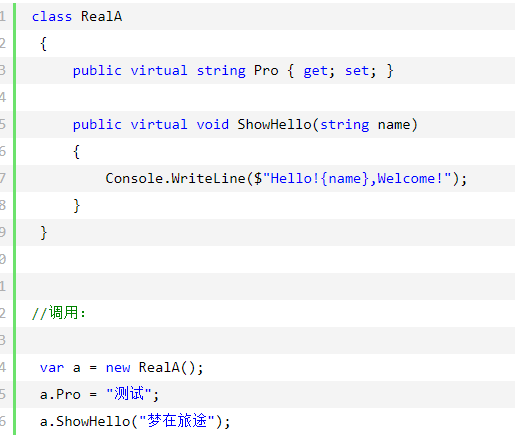 1 class RealA
2 {
3 public virtual string Pro { get; set; }
4
5 public virtual void ShowHello(string name)
6 {
7 Console.WriteLine($"Hello!{name},Welcome!");
8 }
9 }
0
1
2 //调用：
3
4 var a = new RealA();
5 a.Pro = "测试";
6 a.ShowHello("梦在旅途");